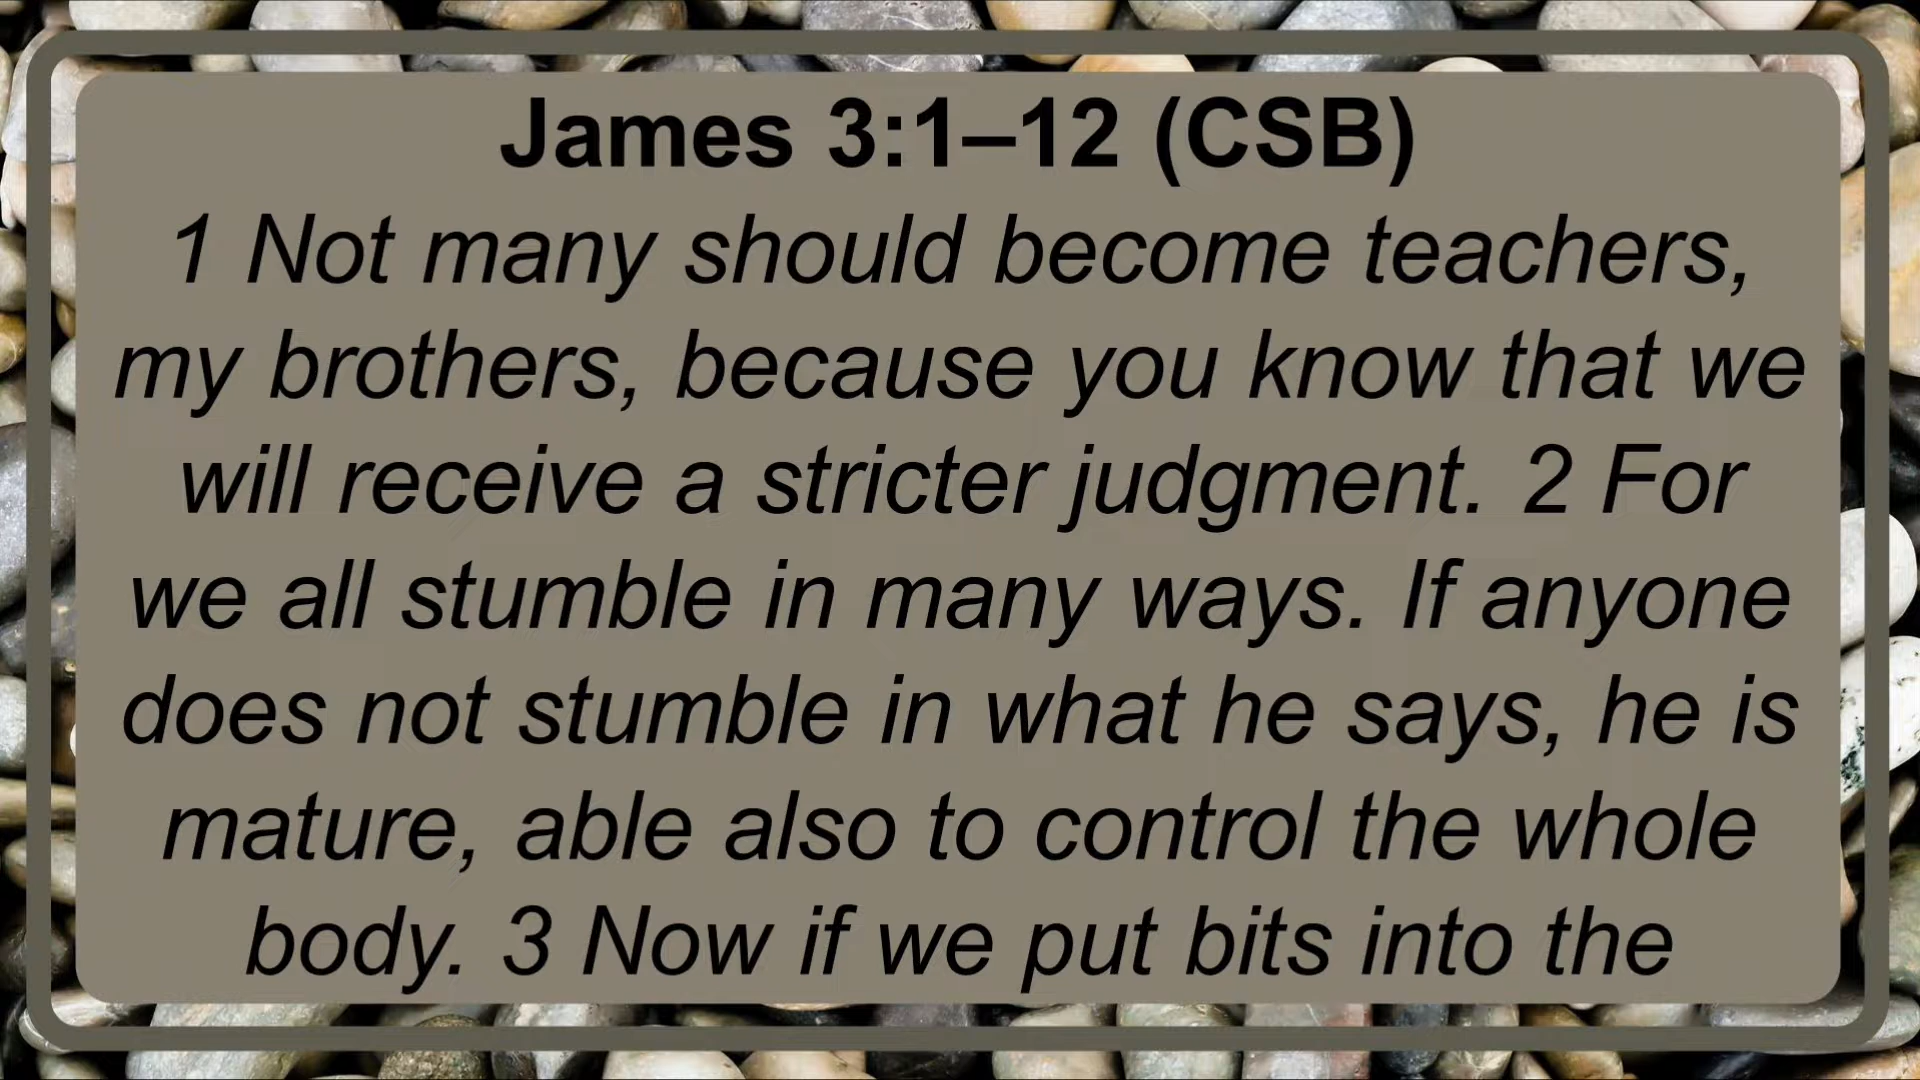 James 3:1–12 (CSB)
1 Not many should become teachers,
my brothers, because you know that we
will receive a stricter judgment. 2 For
we all stumble in many ways. If anyone
does not stumble in what he says, he is
mature, able also to control the whole
body. 3 Now if we put bits into the